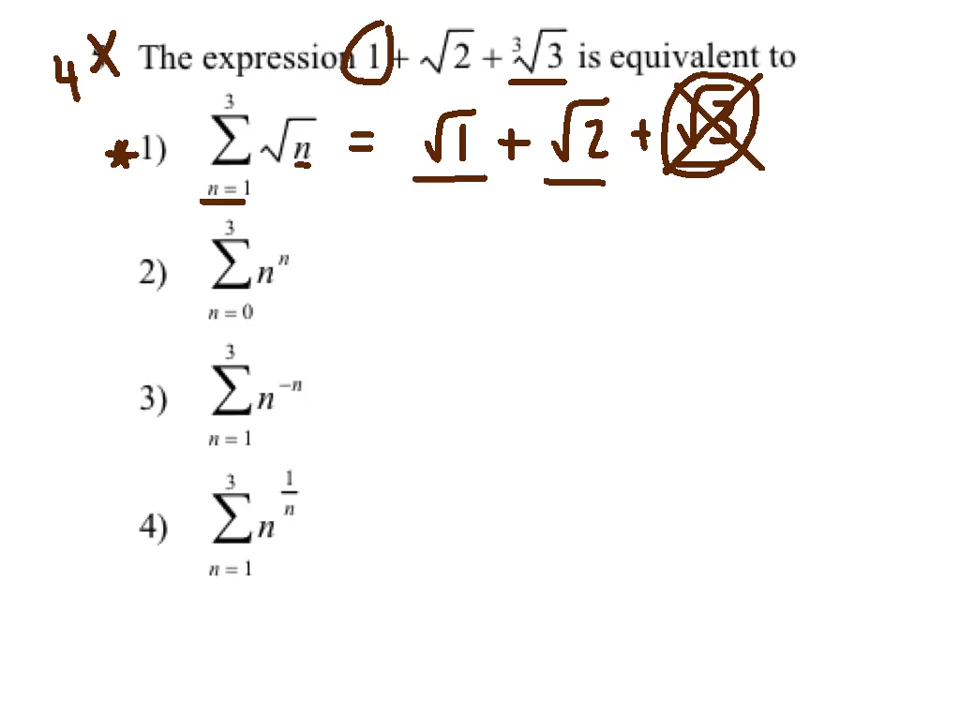 4 The expression 1 + √2 + ∛3 is equivalent to
*1) 3 ∑ n = 1 √n = √1 + √2 + √3
2) 3 ∑ n = 0 nⁿ
3) 3 ∑ n = 1 n⁻ⁿ
4) 3 ∑ n = 1 n^(1/n)